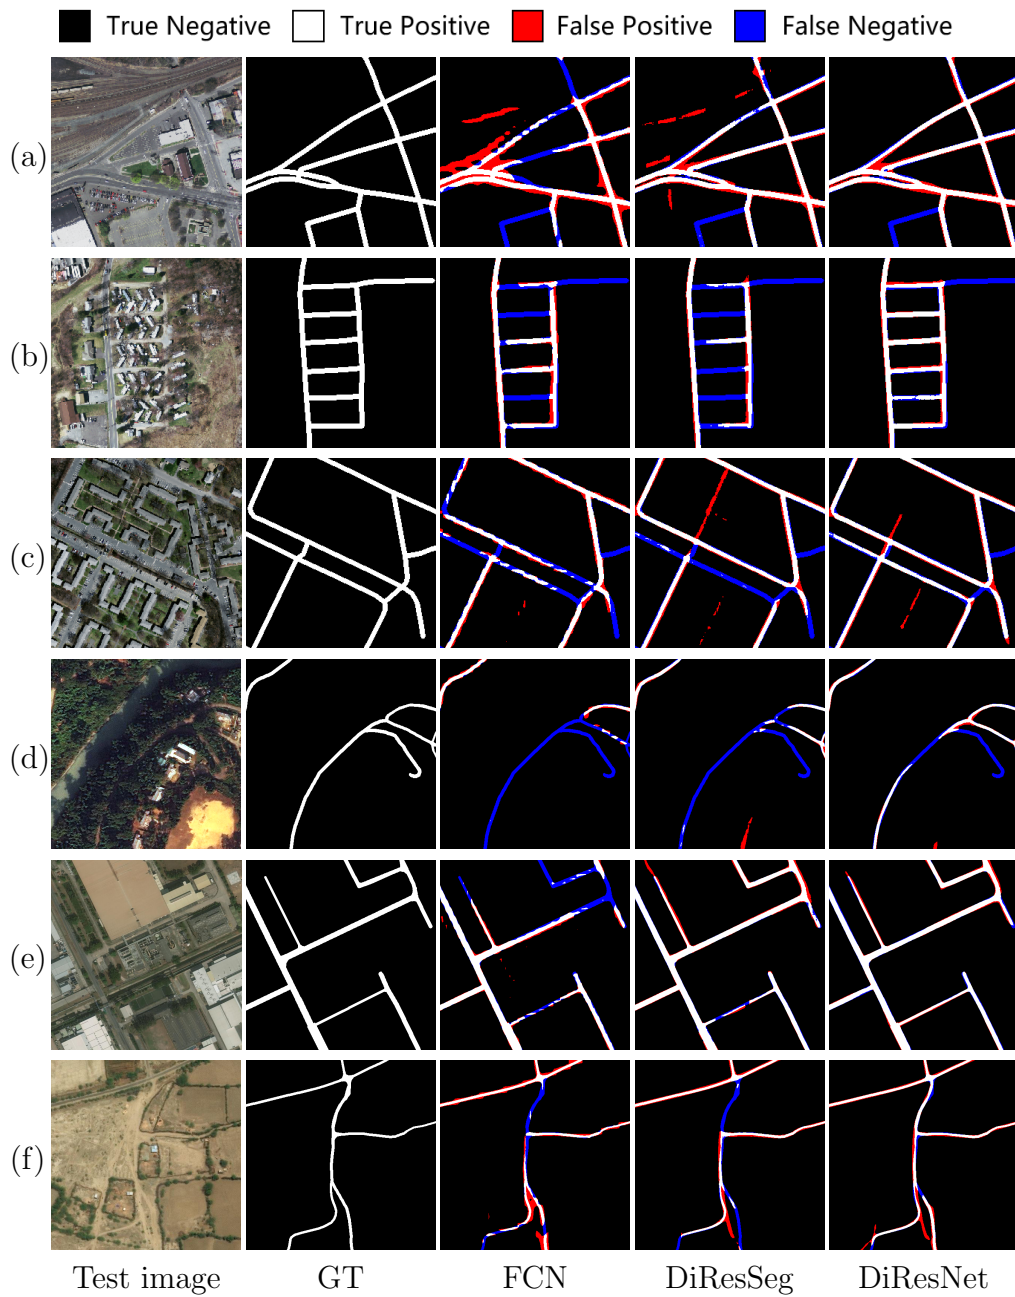 True Negative True Positive False Positive False Negative
(a)
(b)
(c)
(d)
(e)
(f)
Test image GT FCN DiResSeg DiResNet